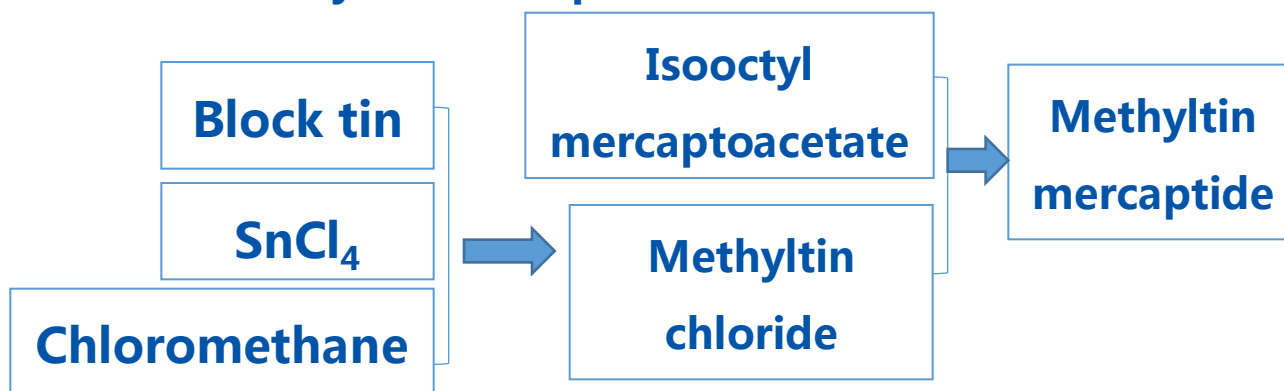 Block tin
SnCl₄
Chloromethane
Isooctyl
mercaptoacetate
Methyltin
chloride
Methyltin
mercaptide